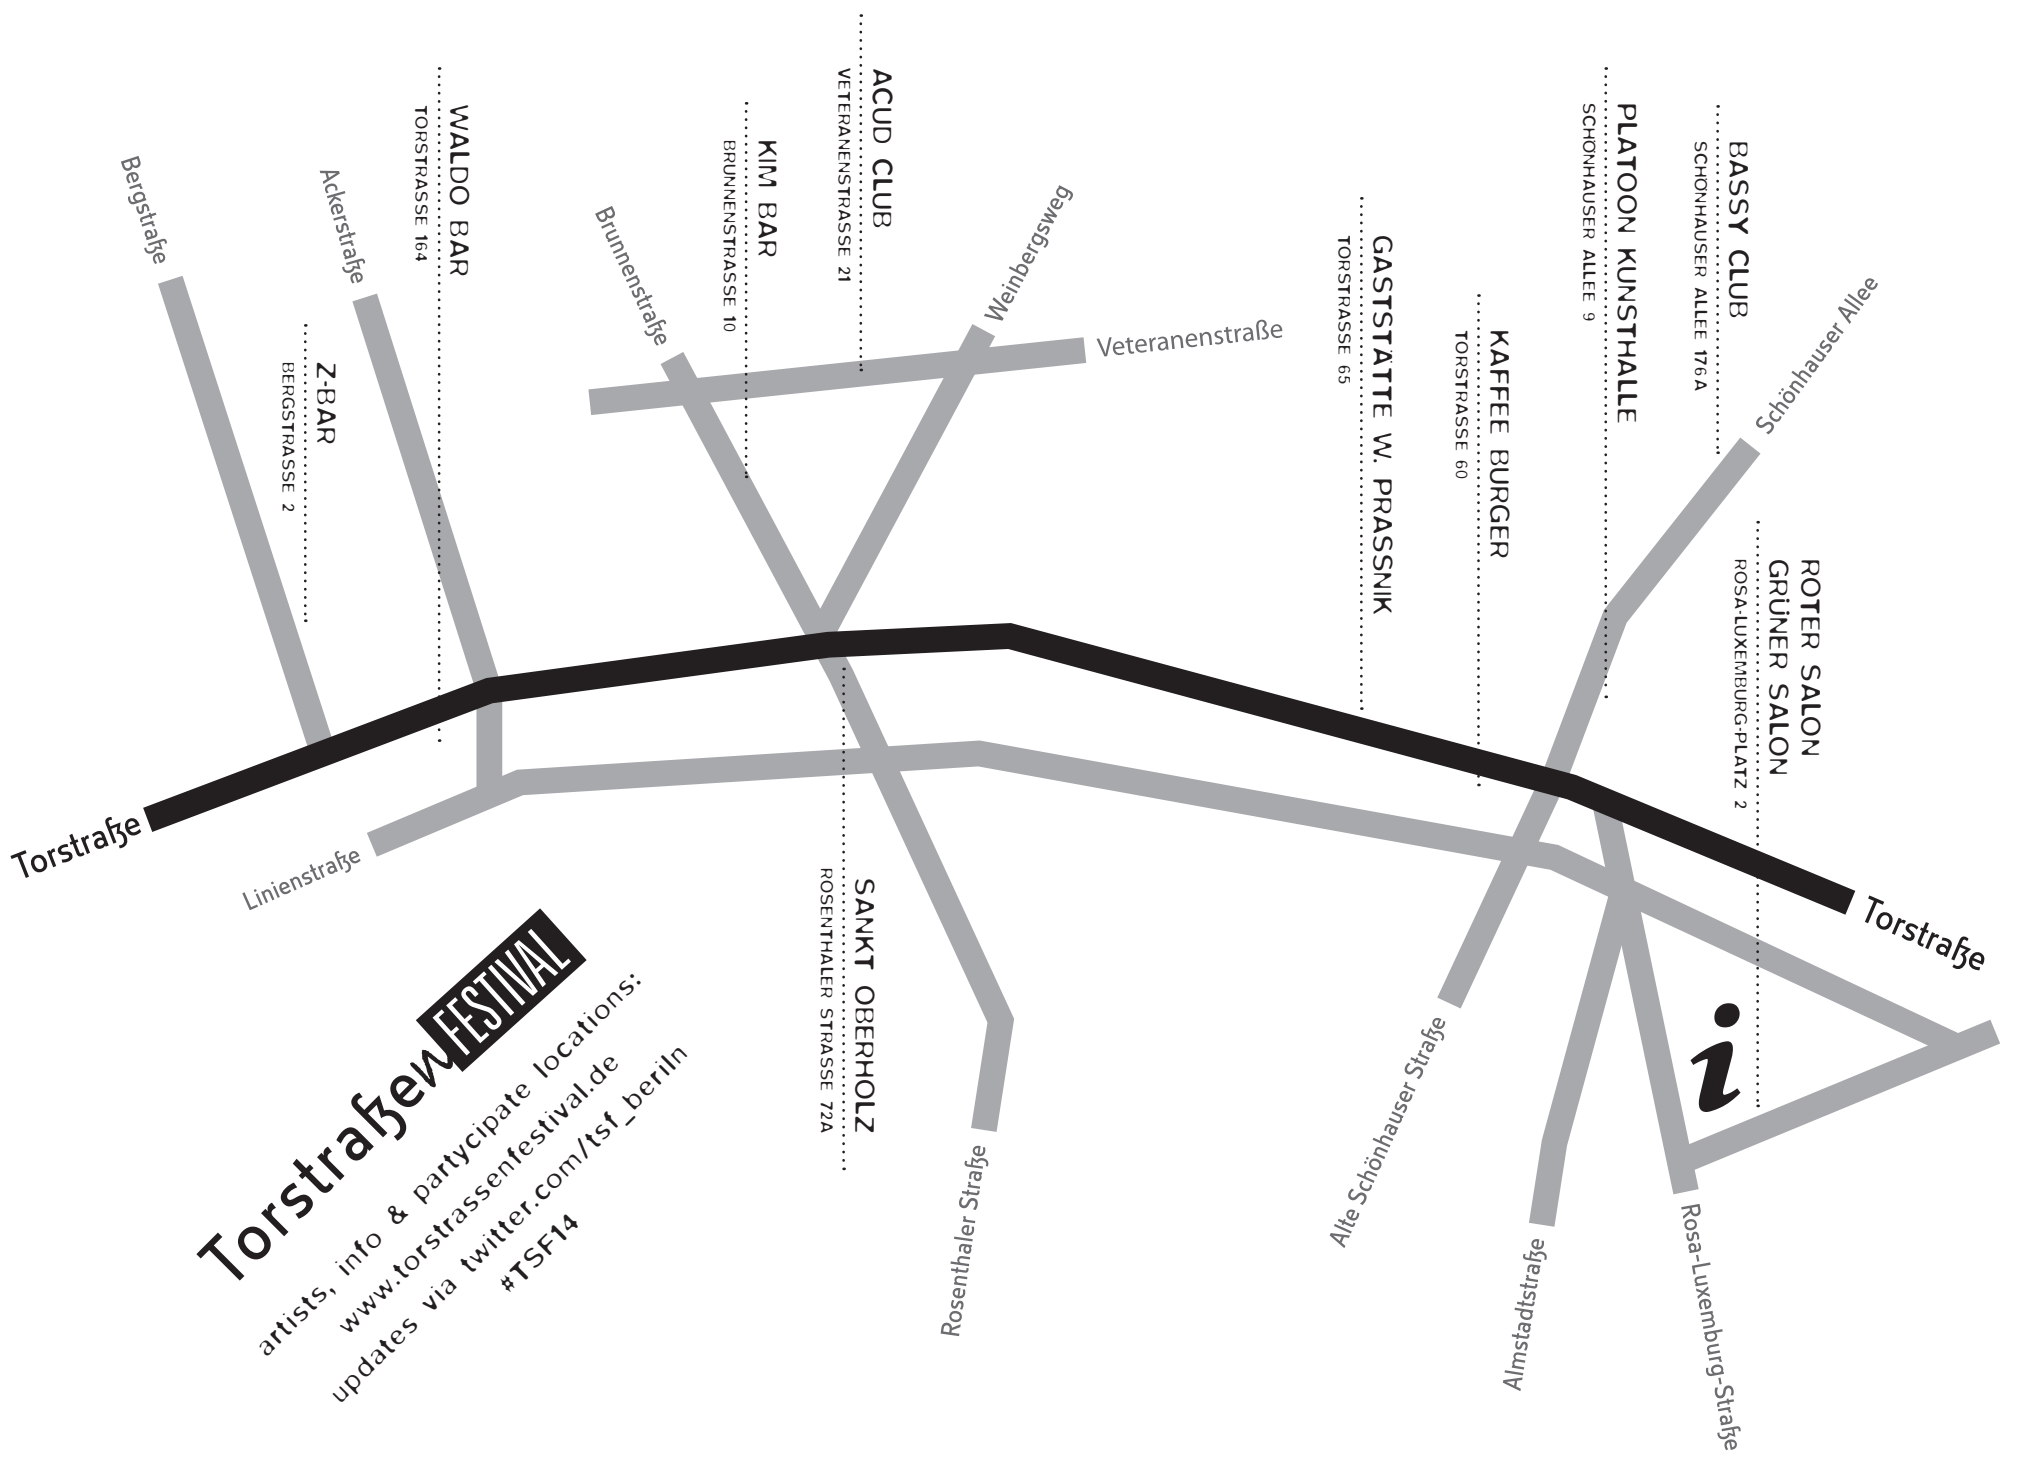 Bergstraße
Z-BAR
BERGSTRASSE 2
Ackerstraße
WALDO BAR
TORSTRASSE 164
Brunnenstraße
KIM BAR
BRUNNENSTRASSE 10
ACUD CLUB
VETERANENSTRASSE 21
Weinbergsweg
Veteranenstraße
GASTSTÄTTE W. PRASSNIK
TORSTRASSE 65
KAFFEE BURGER
TORSTRASSE 60
PLATOON KUNSTHALLE
SCHÖNHAUSER ALLEE 9
BASSY CLUB
SCHÖNHAUSER ALLEE 176A
Schönhauser Allee
ROTER SALON
GRÜNER SALON
ROSA-LUXEMBURG-PLATZ 2
Torstraße
Torstraße
Linienstraße
SANKT OBERHOLZ
ROSENTHALER STRASSE 72A
Rosenthaler Straße
Alte Schönhauser Straße
Almstadtstraße
Rosa-Luxemburg-Straße
i
Torstraßen FESTIVAL
artists, info & partycipate locations:
www.torstrassenfestival.de
updates via twitter.com/tsf_beriln
#TSF14